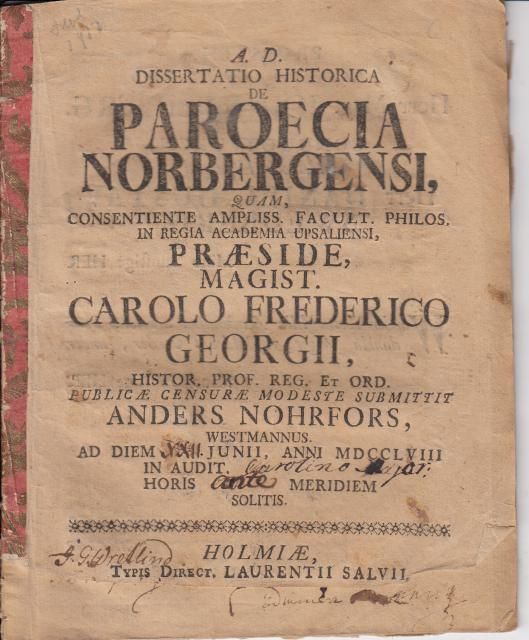 A. D.
DISSERTATIO HISTORICA
DE
PAROECIA
NORBERGENSI,
QUAM,
CONSENTIENTE AMPLISS. FACULT. PHILOS.
IN REGIA ACADEMIA UPSALIENSI,
PRÆSIDE,
MAGIST.
CAROLO FREDERICO
GEORGII,
HISTOR. PROF. REG. ET ORD.
PUBLICÆ CENSURÆ MODESTE SUBMITTIT
ANDERS NOHRFORS,
WESTMANNUS.
AD DIEM XXII. JUNII, ANNI MDCCLVIII
IN AUDIT. Carolino Major.
HORIS ante MERIDIEM
SOLITIS.
HOLMIÆ,
TYPIS DIRECT. LAURENTII SALVII.